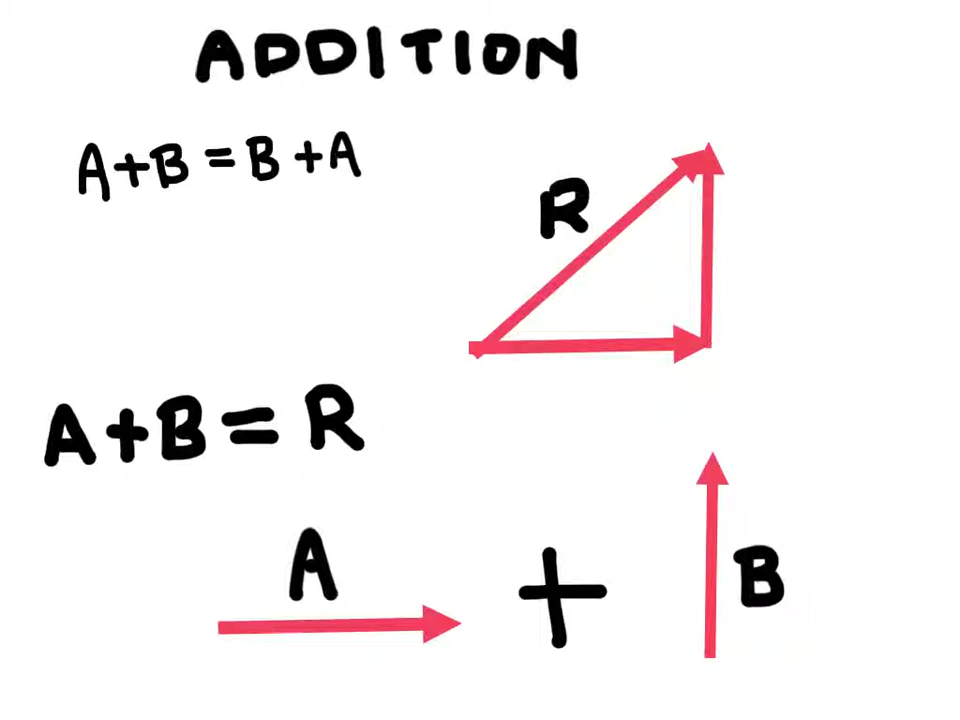 ADDITION
A+B=B+A
R
A+B=R
A + B